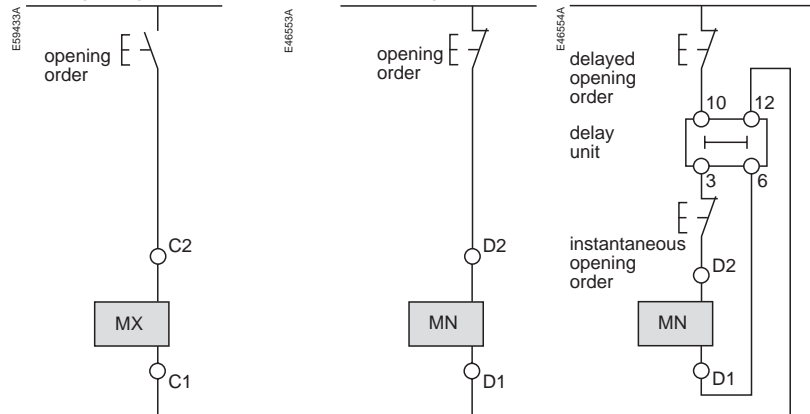 E59433A
opening
order
C2
MX
C1
E46553A
opening
order
D2
MN
D1
E46554A
delayed
opening
order
10
12
delay
unit
3
6
instantaneous
opening
order
D2
MN
D1